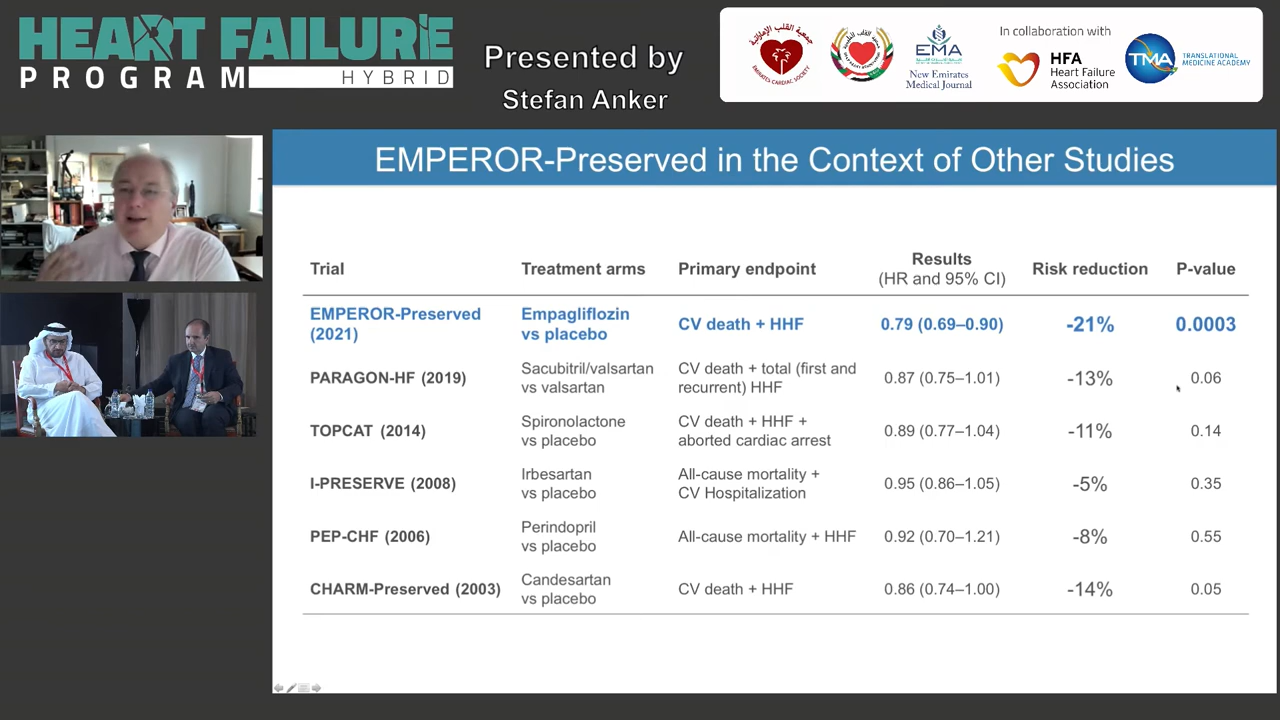 HEART FAILURE
PROGRAM HYBRID
Presented by
Stefan Anker
EMA
New Emirates
Medical Journal
In collaboration with
HFA
Heart Failure
Association
TMA
TRANSLATIONAL
MEDICINE ACADEMY
EMPEROR-Preserved in the Context of Other Studies
Trial Treatment arms Primary endpoint Results (HR and 95% CI) Risk reduction P-value
EMPEROR-Preserved (2021) Empagliflozin vs placebo CV death + HHF 0.79 (0.69–0.90) -21% 0.0003
PARAGON-HF (2019) Sacubitril/valsartan vs valsartan CV death + total (first and recurrent) HHF 0.87 (0.75–1.01) -13% 0.06
TOPCAT (2014) Spironolactone vs placebo CV death + HHF + aborted cardiac arrest 0.89 (0.77–1.04) -11% 0.14
I-PRESERVE (2008) Irbesartan vs placebo All-cause mortality + CV Hospitalization 0.95 (0.86–1.05) -5% 0.35
PEP-CHF (2006) Perindopril vs placebo All-cause mortality + HHF 0.92 (0.70–1.21) -8% 0.55
CHARM-Preserved (2003) Candesartan vs placebo CV death + HHF 0.86 (0.74–1.00) -14% 0.05